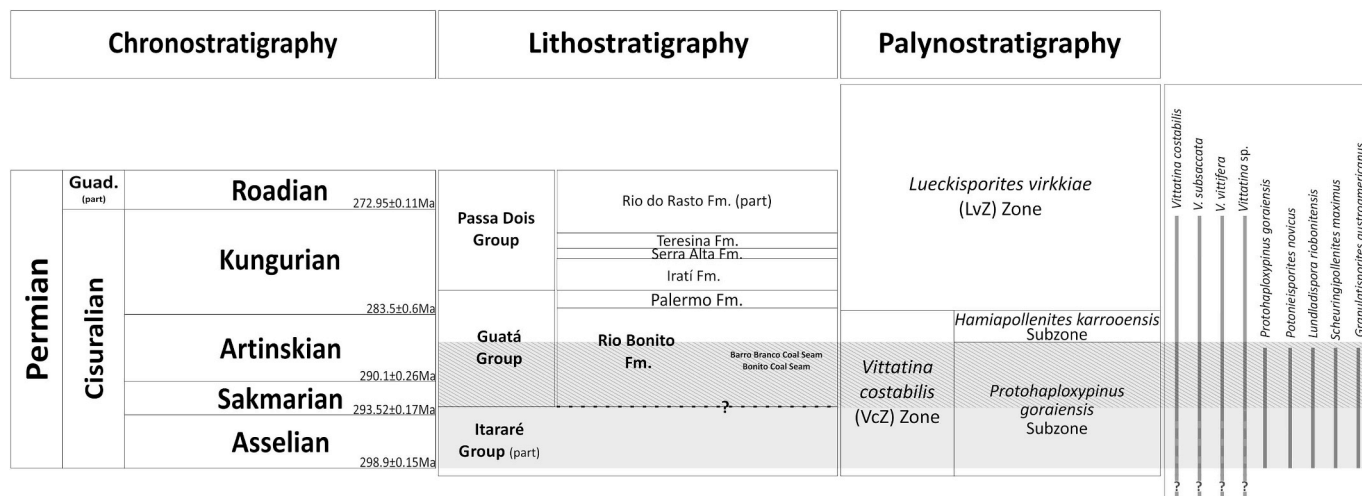 Chronostratigraphy
Lithostratigraphy
Palynostratigraphy
Permian
Cisuralian
Guad.
(part)
Roadian
272.95±0.11Ma
Kungurian
283.5±0.6Ma
Artinskian
290.1±0.26Ma
Sakmarian
293.52±0.17Ma
Asselian
298.9±0.15Ma
Passa Dois
Group
Guatá
Group
Itararé
Group (part)
Rio do Rasto Fm. (part)
Teresina Fm.
Serra Alta Fm.
Iratí Fm.
Palermo Fm.
Rio Bonito
Fm.
Barro Branco Coal Seam
Bonito Coal Seam
?
Lueckisporites virkkiae
(LvZ) Zone
Vittatina
costabilis
(VcZ) Zone
Hamiapollenites karrooensis
Subzone
Protohaploxypinus
goraiensis
Subzone
Vittatina costabilis
V. subsaccata
V. vittifera
Vittatina sp.
Protohaploxypinus goraiensis
Potonieisporites novicus
Lundladispora riobonitensis
Scheuringipollenites maximus
Granulatisporites austroamericanus
? ? ? ?